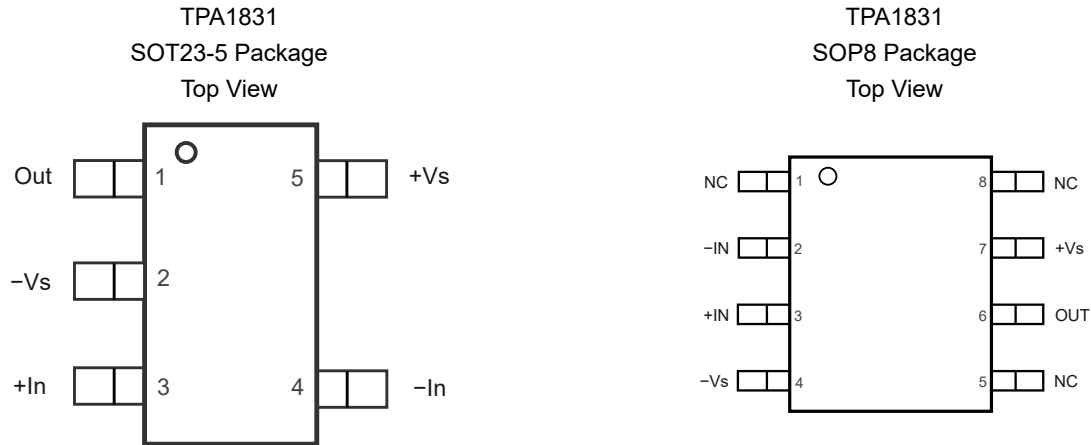 TPA1831
SOT23-5 Package
Top View
Out 1 5 +Vs
−Vs 2
+In 3 4 −In
TPA1831
SOP8 Package
Top View
NC 1 8 NC
−IN 2 7 +Vs
+IN 3 6 OUT
−Vs 4 5 NC